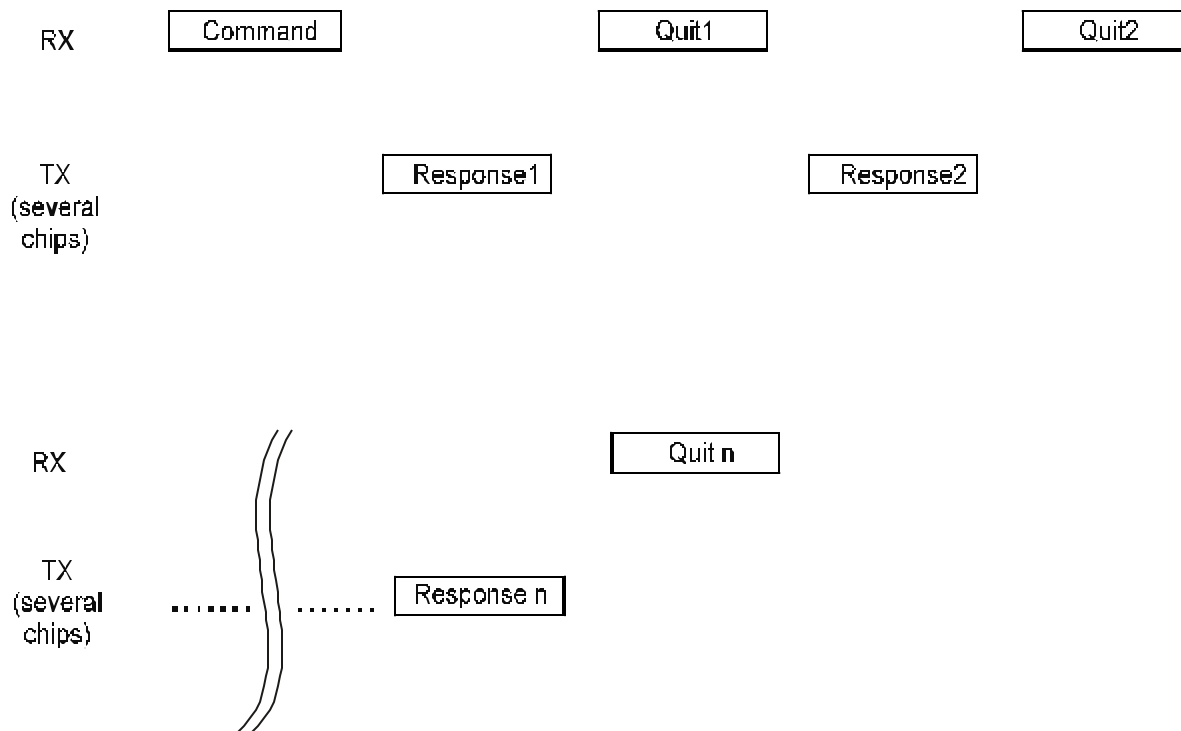 RX Command Quit1 Quit2
TX
(several
chips)
Response1 Response2
RX Quit n
TX
(several
chips)
Response n